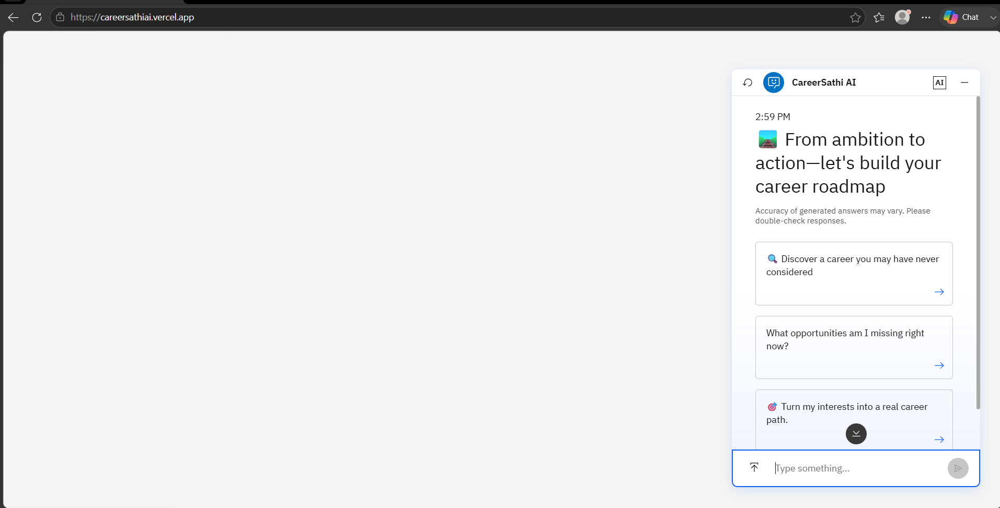 https://careersathiai.vercel.app
Chat
CareerSathi AI
AI
2:59 PM
From ambition to
action—let's build your
career roadmap
Accuracy of generated answers may vary. Please
double-check responses.
Discover a career you may have never
considered
What opportunities am I missing right
now?
Turn my interests into a real career
path.
Type something...